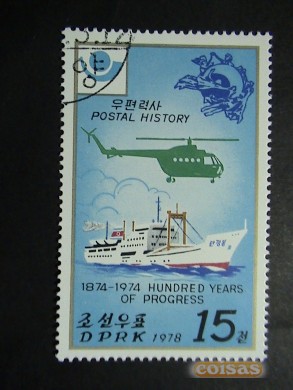 우편력사
POSTAL HISTORY
1874-1974 HUNDRED YEARS
OF PROGRESS
조선우표
DPRK 1978 15전
coisas